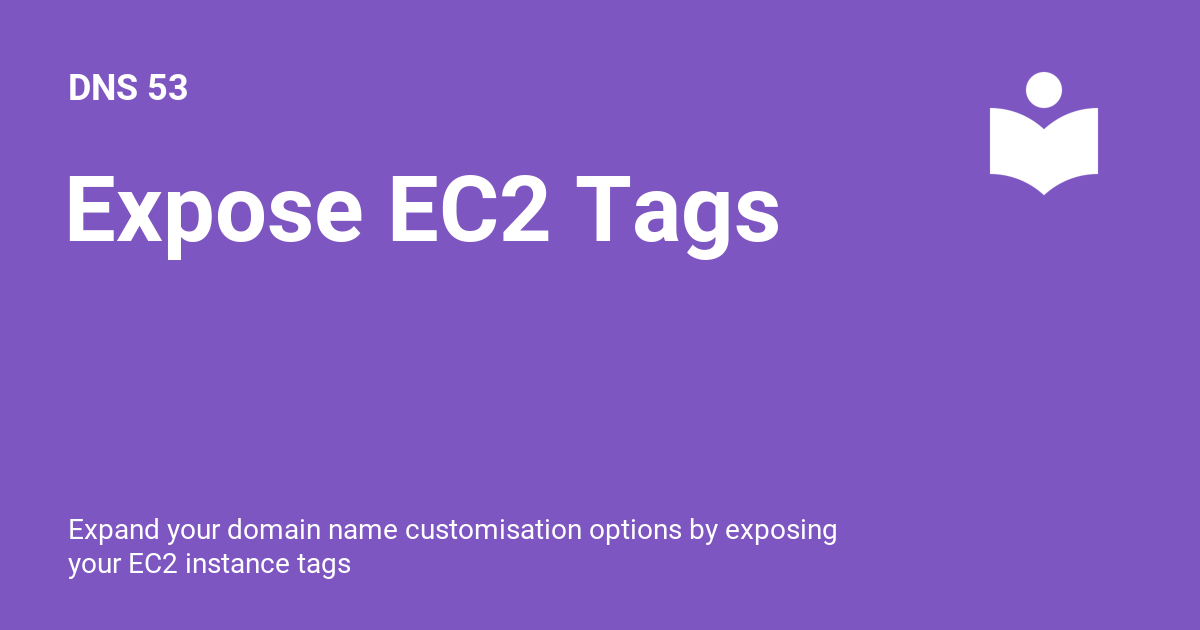 DNS 53
Expose EC2 Tags
Expand your domain name customisation options by exposing
your EC2 instance tags